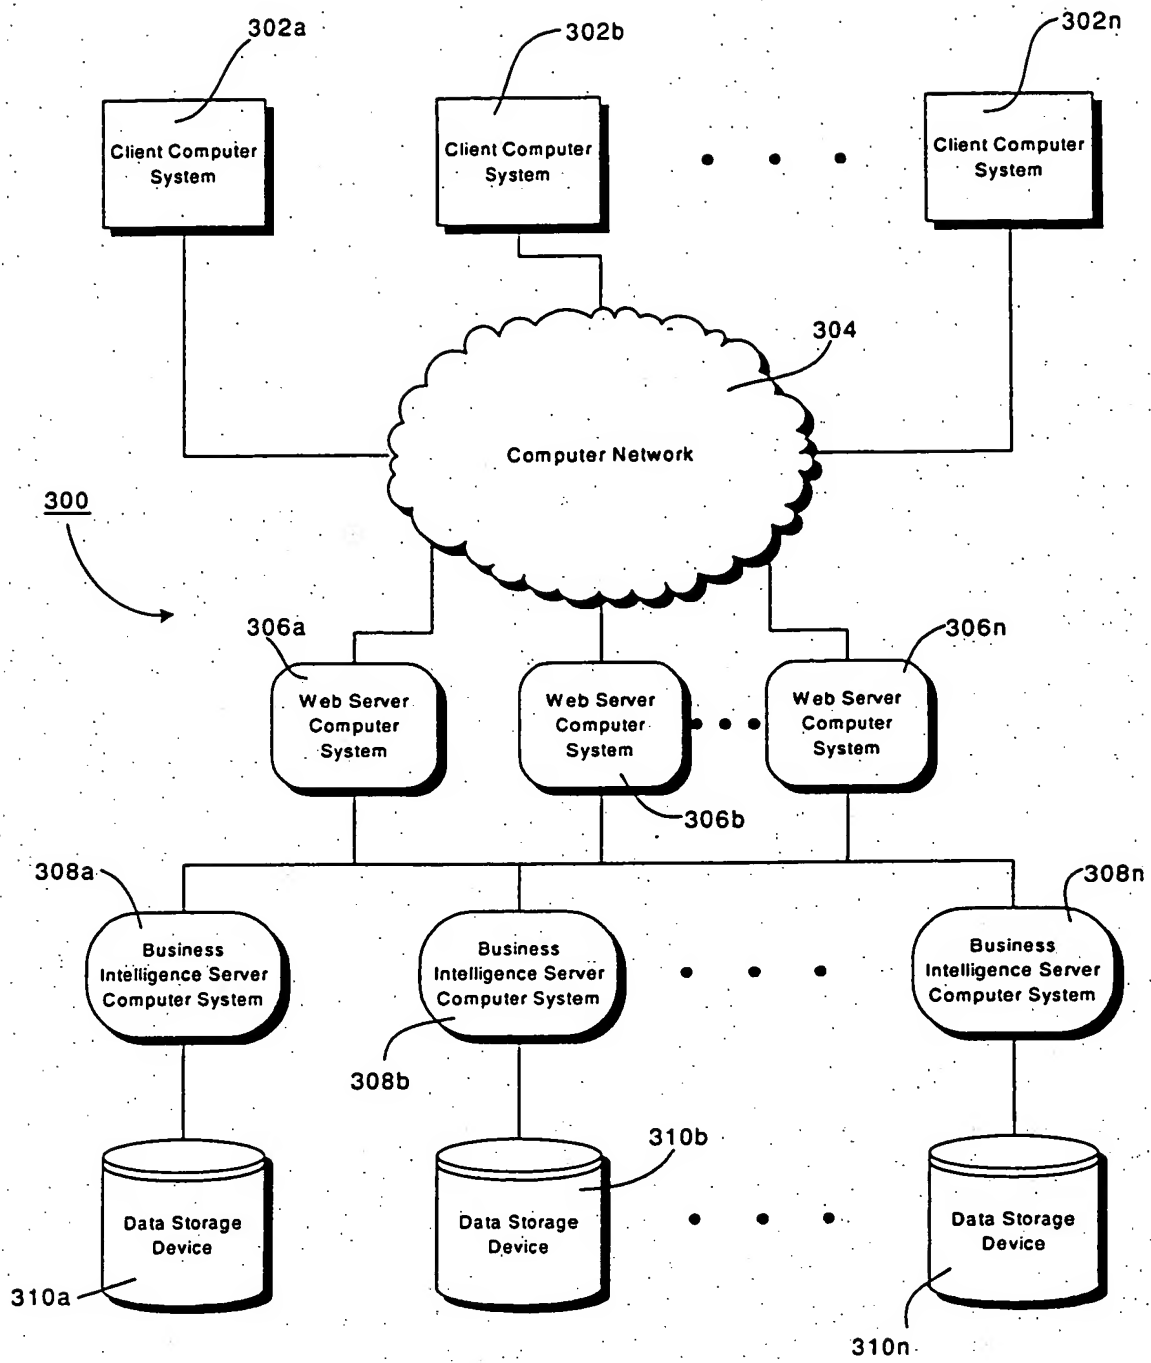 302a
302b
302n
Client Computer
System
Client Computer
System
Client Computer
System
304
Computer Network
300
306a
306n
Web Server
Computer
System
Web Server
Computer
System
Web Server
Computer
System
306b
308a
308n
Business
Intelligence Server
Computer System
Business
Intelligence Server
Computer System
Business
Intelligence Server
Computer System
308b
310b
Data Storage
Device
Data Storage
Device
Data Storage
Device
310a
310n